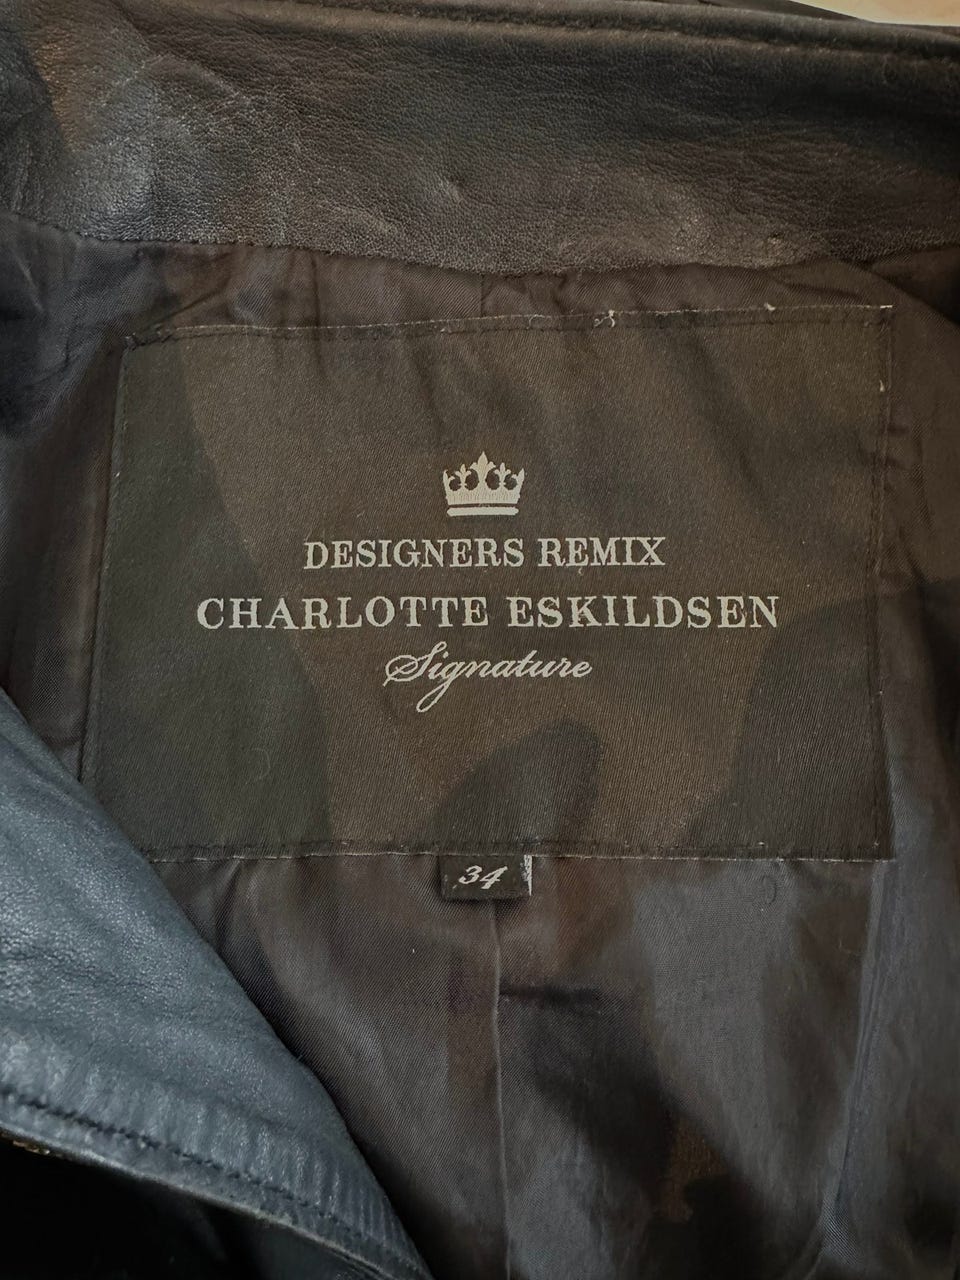 DESIGNERS REMIX
CHARLOTTE ESKILDSEN
Signature
34